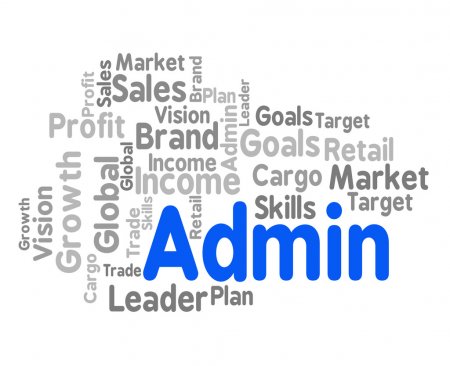 Market
Sales
Sales
Profit
Brand
Plan
Leader
Vision
Goals
Target
Profit
Brand
Admin
Goals
Retail
Global
Income
Income
Cargo
Market
Growth
Global
Skills
Retail
Skills
Target
Growth
Vision
Trade
Admin
Cargo
Trade
Leader
Plan